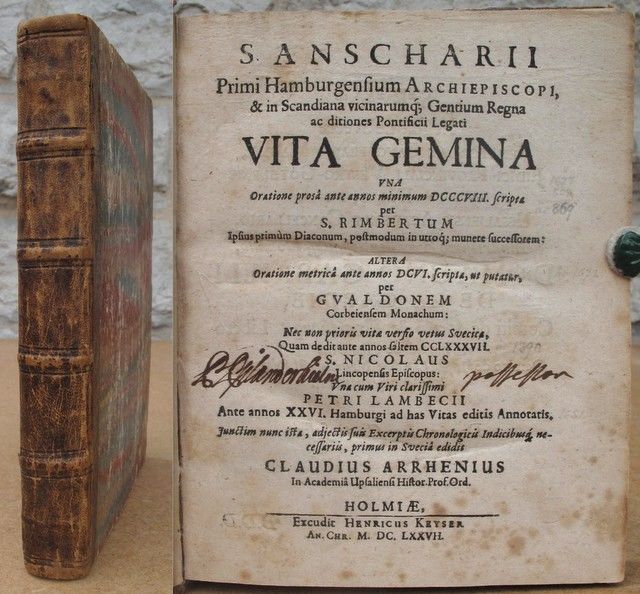 S. ANSCHARII
Primi Hamburgensium ARCHIEPISCOPI,
& in Scandiana vicinarumq; Gentium Regna
ac ditiones Pontificii Legati
VITA GEMINA
VNA
Oratione prosâ ante annos minimum DCCCVIII. scripta
per
869
S. RIMBERTUM
Ipsius primùm Diaconum, postmodum in utroq; munere successorem:
ALTERA
Oratione metricâ ante annos DCVI. scripta, ut putatur,
per
GVALDONEM
Corbeiensem Monachum:
Nec non prioris vitæ versio vetus Svecica,
Quam dedit ante annos saltem CCLXXXVII.
S. NICOLAUS
Lincopensis Episcopus:
possessor
Vna cum Viri clarissimi
PETRI LAMBECII
Ante annos XXVI. Hamburgi ad has Vitas editis Annotatis.
Junctim nunc ista, adjectis suis Excerptis Chronologicis Indicibusq; ne-
cessariis, primus in Sveciâ edidit
CLAUDIUS ARRHENIUS
In Academiâ Upsaliensi Histor. Prof. Ord.
HOLMIÆ,
Excudit HENRICUS KEYSER
AN. CHR. M. DC. LXXVII.